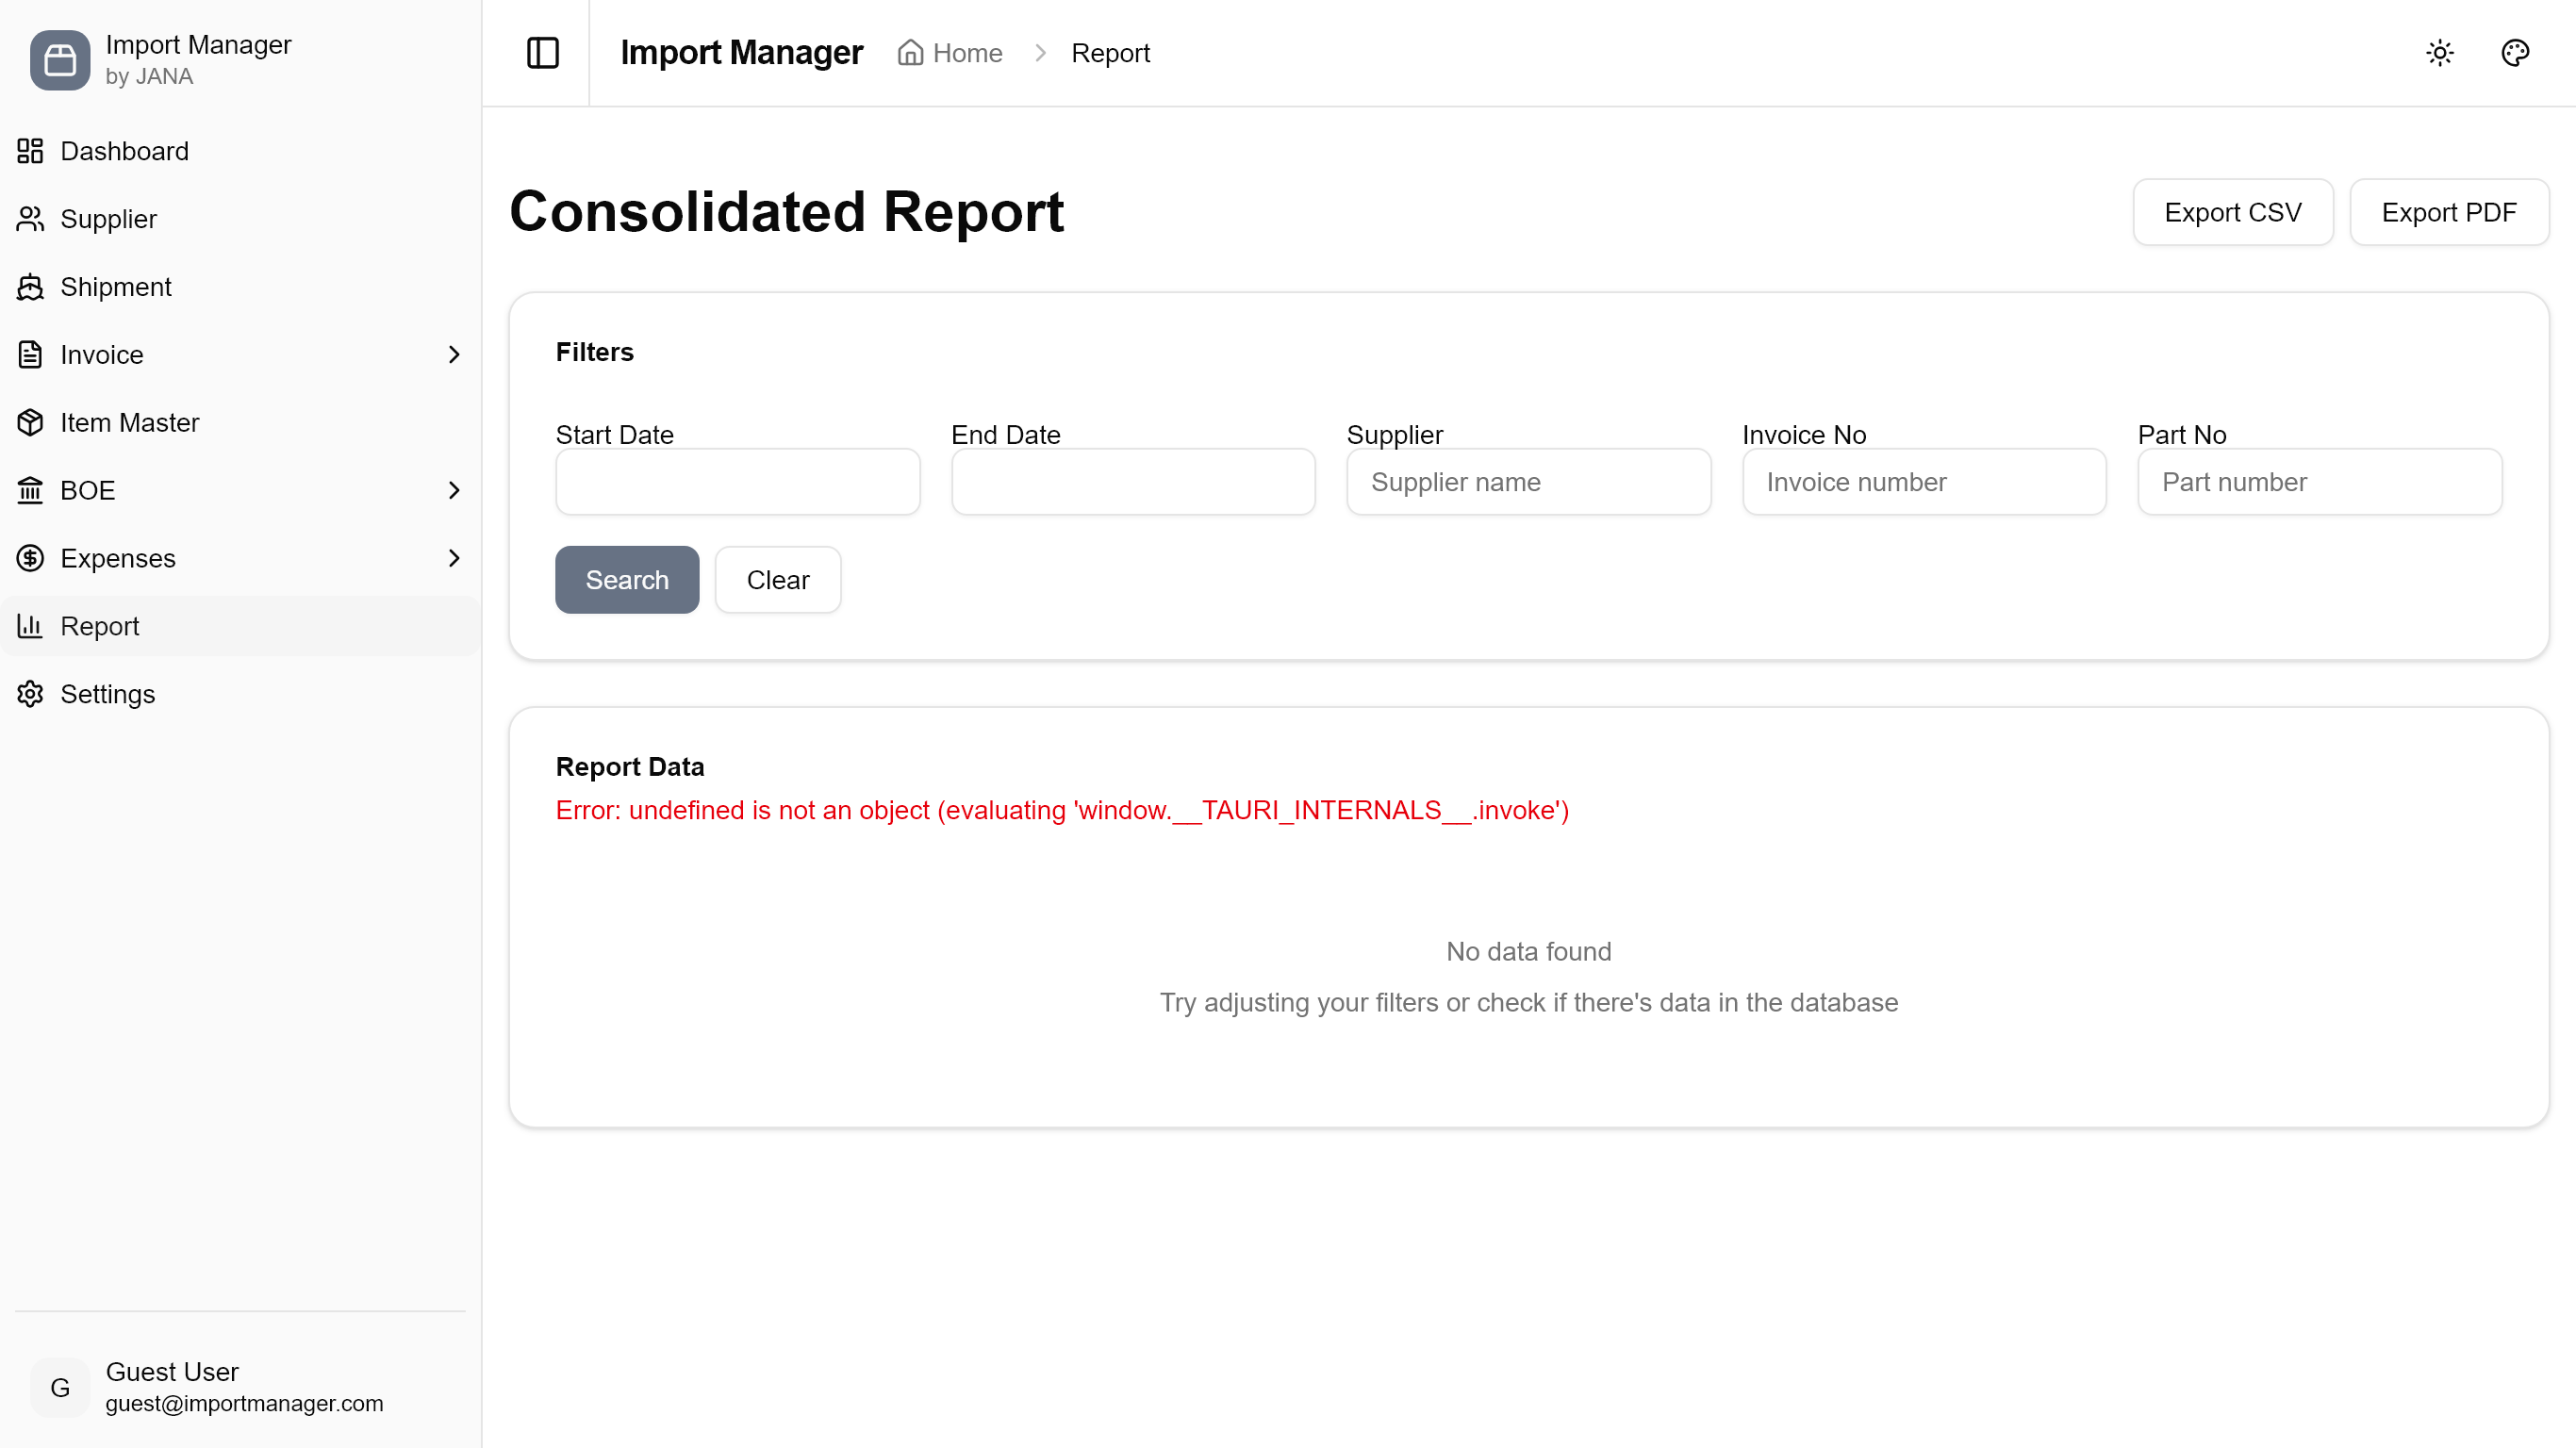 Import Manager
by JANA
Dashboard
Supplier
Shipment
Invoice
Item Master
BOE
Expenses
Report
Settings
Guest User
G
guest@importmanager.com
Import Manager
Home
Report
Consolidated Report
Export CSV
Export PDF
Filters
Start Date
End Date
Supplier
Invoice No
Part No
Supplier name
Invoice number
Part number
Search
Clear
Report Data
Error: undefined is not an object (evaluating 'window.__TAURI_INTERNALS__.invoke')
No data found
Try adjusting your filters or check if there's data in the database